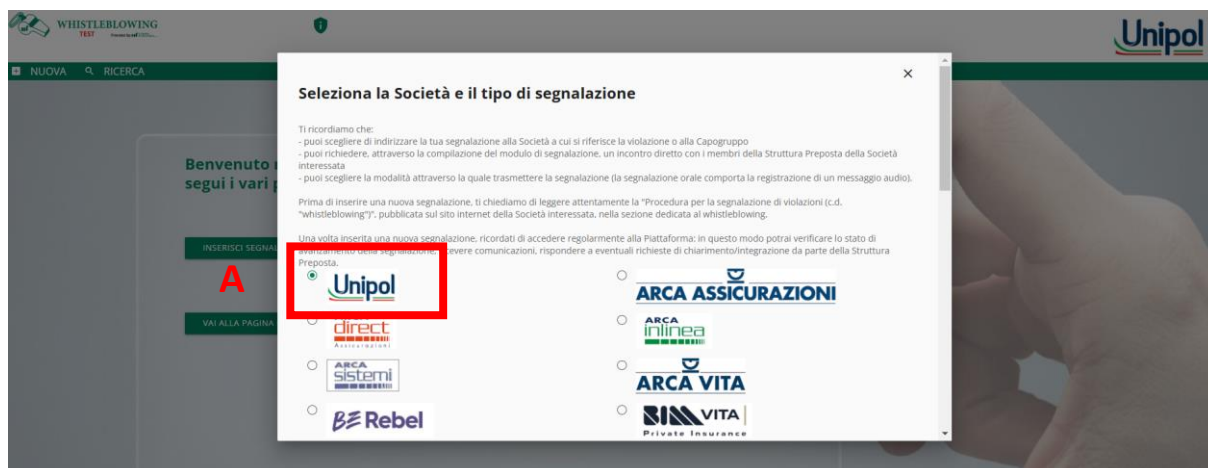 WHISTLEBLOWING
TEST
Unipol
NUOVA RICERCA
Benvenuto
segui i vari
INSERISCI SEGNAL
VAI ALLA PAGINA
A
Seleziona la Società e il tipo di segnalazione
Ti ricordiamo che:
- puoi scegliere di indirizzare la tua segnalazione alla Società a cui si riferisce la violazione o alla Capogruppo
- puoi richiedere, attraverso la compilazione del modulo di segnalazione, un incontro diretto con i membri della Struttura Preposta della Società
interessata
- puoi scegliere la modalità attraverso la quale trasmettere la segnalazione (la segnalazione orale comporta la registrazione di un messaggio audio).
Prima di inserire una nuova segnalazione, ti chiediamo di leggere attentamente la "Procedura per la segnalazione di violazioni (c.d.
"whistleblowing")", pubblicata sul sito internet della Società interessata, nella sezione dedicata al whistleblowing.
Una volta inserita una nuova segnalazione, ricordati di accedere regolarmente alla Piattaforma: in questo modo potrai verificare lo stato di
avanzamento della segnalazione, ricevere comunicazioni, rispondere a eventuali richieste di chiarimento/integrazione da parte della Struttura
Preposta.
Unipol
ARCA ASSICURAZIONI
direct
Assicurazioni
ARCA
inlinea
ARCA
sistemi
ARCA VITA
BE Rebel
BIM VITA
Private Insurance